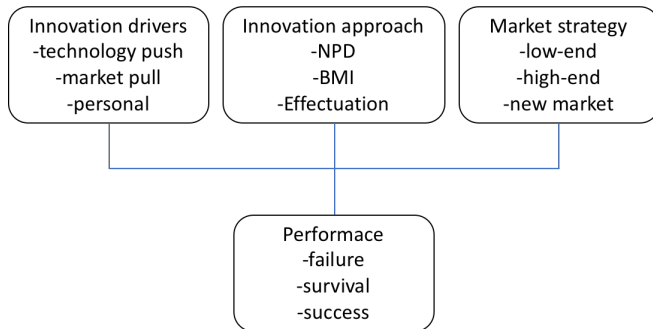 Innovation drivers
-technology push
-market pull
-personal
Innovation approach
-NPD
-BMI
-Effectuation
Market strategy
-low-end
-high-end
-new market
Performace
-failure
-survival
-success